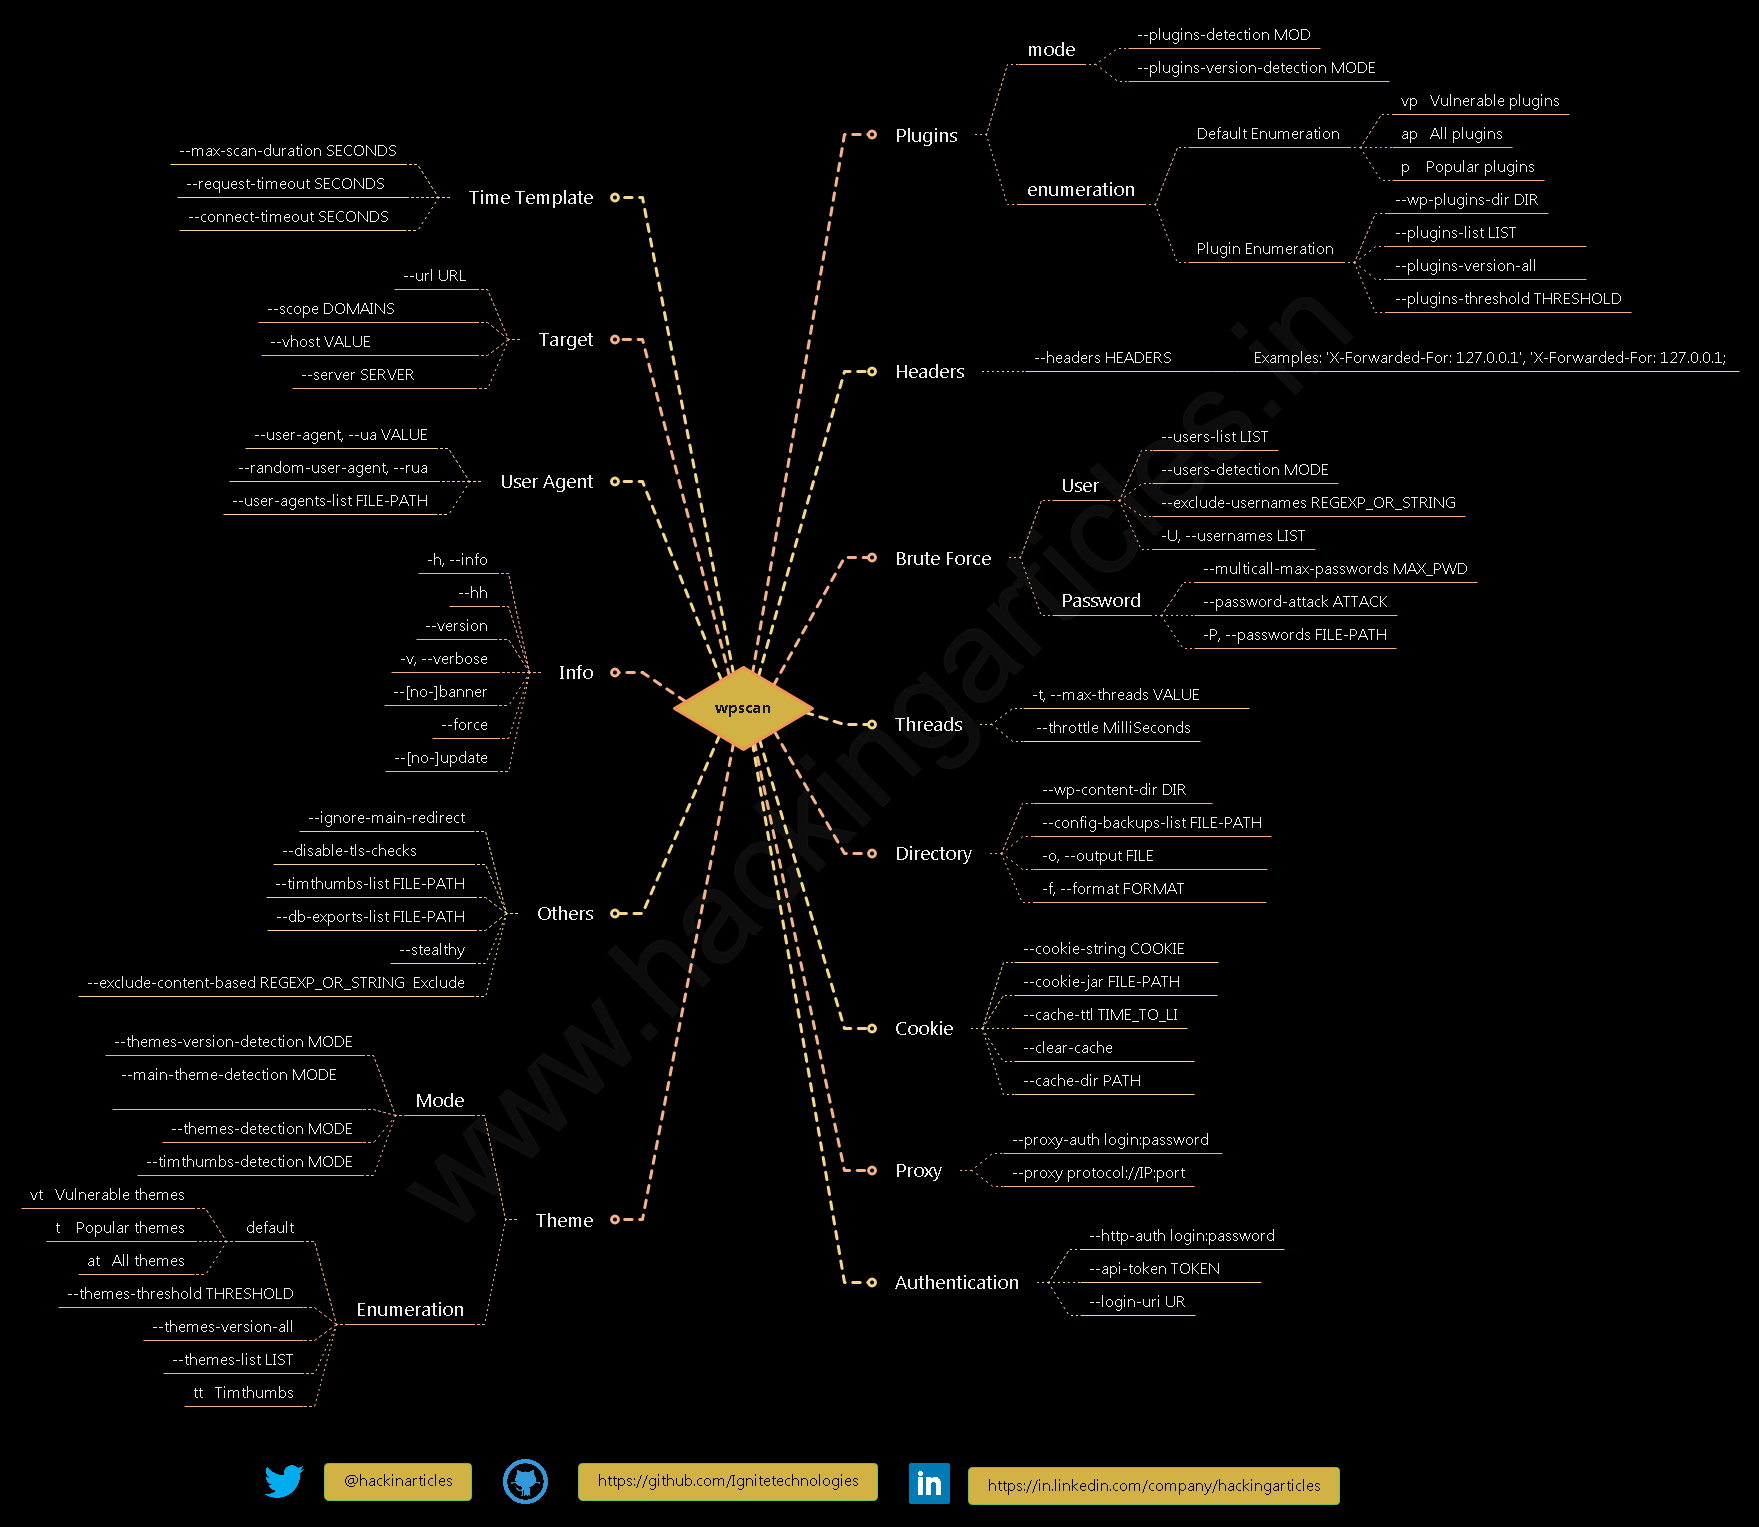 wpscan
Plugins
mode
--plugins-detection MOD
--plugins-version-detection MODE
enumeration
Default Enumeration
vp   Vulnerable plugins
ap   All plugins
p    Popular plugins
Plugin Enumeration
--wp-plugins-dir DIR
--plugins-list LIST
--plugins-version-all
--plugins-threshold THRESHOLD
Headers
--headers HEADERS
Examples: 'X-Forwarded-For: 127.0.0.1', 'X-Forwarded-For: 127.0.0.1;
Brute Force
User
--users-list LIST
--users-detection MODE
--exclude-usernames REGEXP_OR_STRING
-U, --usernames LIST
Password
--multicall-max-passwords MAX_PWD
--password-attack ATTACK
-P, --passwords FILE-PATH
Threads
-t, --max-threads VALUE
--throttle MilliSeconds
Directory
--wp-content-dir DIR
--config-backups-list FILE-PATH
-o, --output FILE
-f, --format FORMAT
Cookie
--cookie-string COOKIE
--cookie-jar FILE-PATH
--cache-ttl TIME_TO_LI
--clear-cache
--cache-dir PATH
Proxy
--proxy-auth login:password
--proxy protocol://IP:port
Authentication
--http-auth login:password
--api-token TOKEN
--login-uri UR
Time Template
--max-scan-duration SECONDS
--request-timeout SECONDS
--connect-timeout SECONDS
Target
--url URL
--scope DOMAINS
--vhost VALUE
--server SERVER
User Agent
--user-agent, --ua VALUE
--random-user-agent, --rua
--user-agents-list FILE-PATH
Info
-h, --info
--hh
--version
-v, --verbose
--[no-]banner
--force
--[no-]update
Others
--ignore-main-redirect
--disable-tls-checks
--timthumbs-list FILE-PATH
--db-exports-list FILE-PATH
--stealthy
--exclude-content-based REGEXP_OR_STRING  Exclude
Theme
Mode
--themes-version-detection MODE
--main-theme-detection MODE
--themes-detection MODE
--timthumbs-detection MODE
Enumeration
default
vt   Vulnerable themes
t    Popular themes
at   All themes
--themes-threshold THRESHOLD
--themes-version-all
--themes-list LIST
tt   Timthumbs
www.hackingarticles.in
@hackinarticles
https://github.com/Ignitetechnologies
in
https://in.linkedin.com/company/hackingarticles